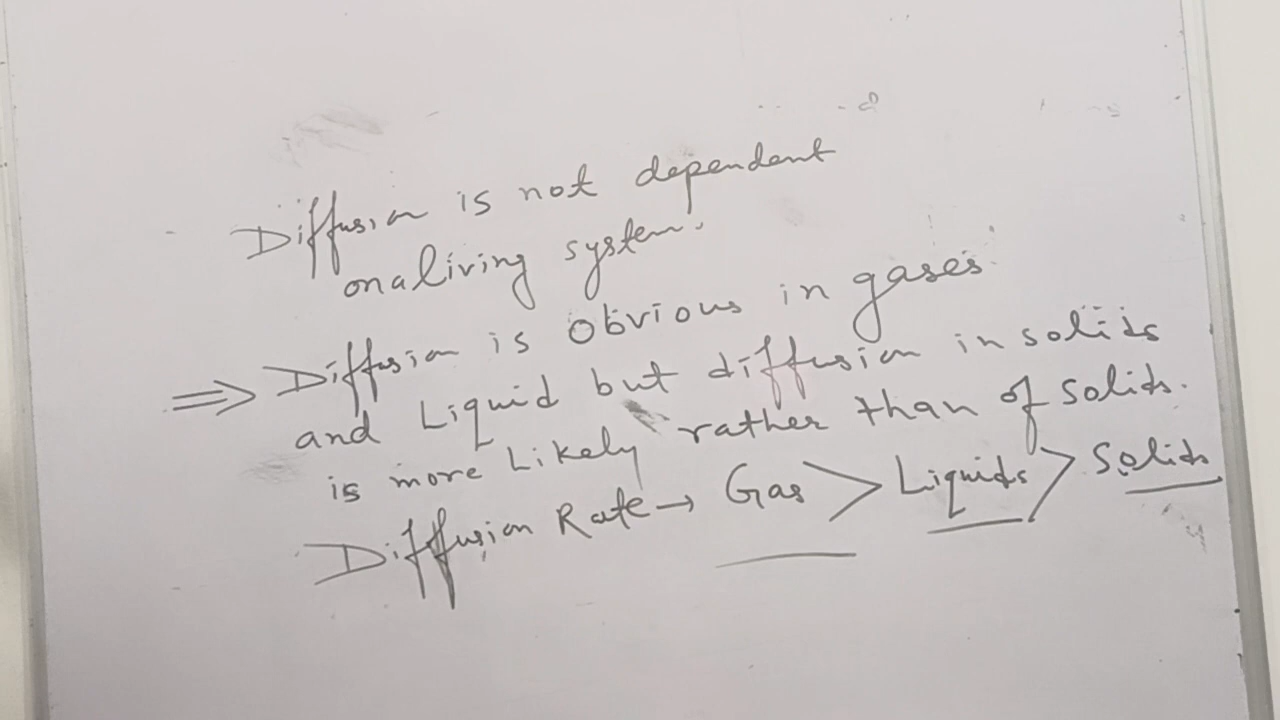 Diffusion is not dependent
on a living system.
⇒ Diffusion is obvious in gases
and Liquid but diffusion in solids
is more Likely rather than of solids.
Diffusion Rate → Gas > Liquids > Solids